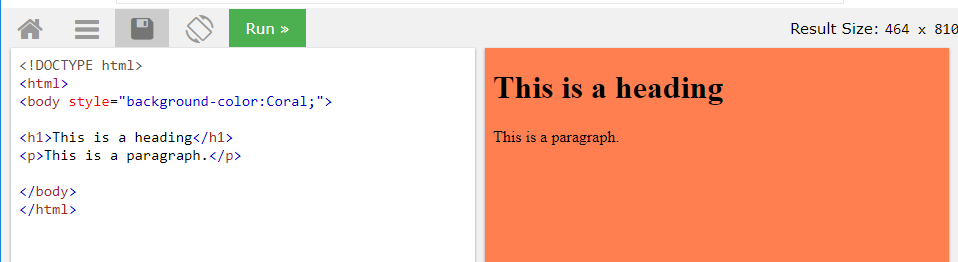 Run »
Result Size: 464 x 810
<!DOCTYPE html>
<html>
<body style="background-color:Coral;">
<h1>This is a heading</h1>
<p>This is a paragraph.</p>
</body>
</html>
This is a heading
This is a paragraph.